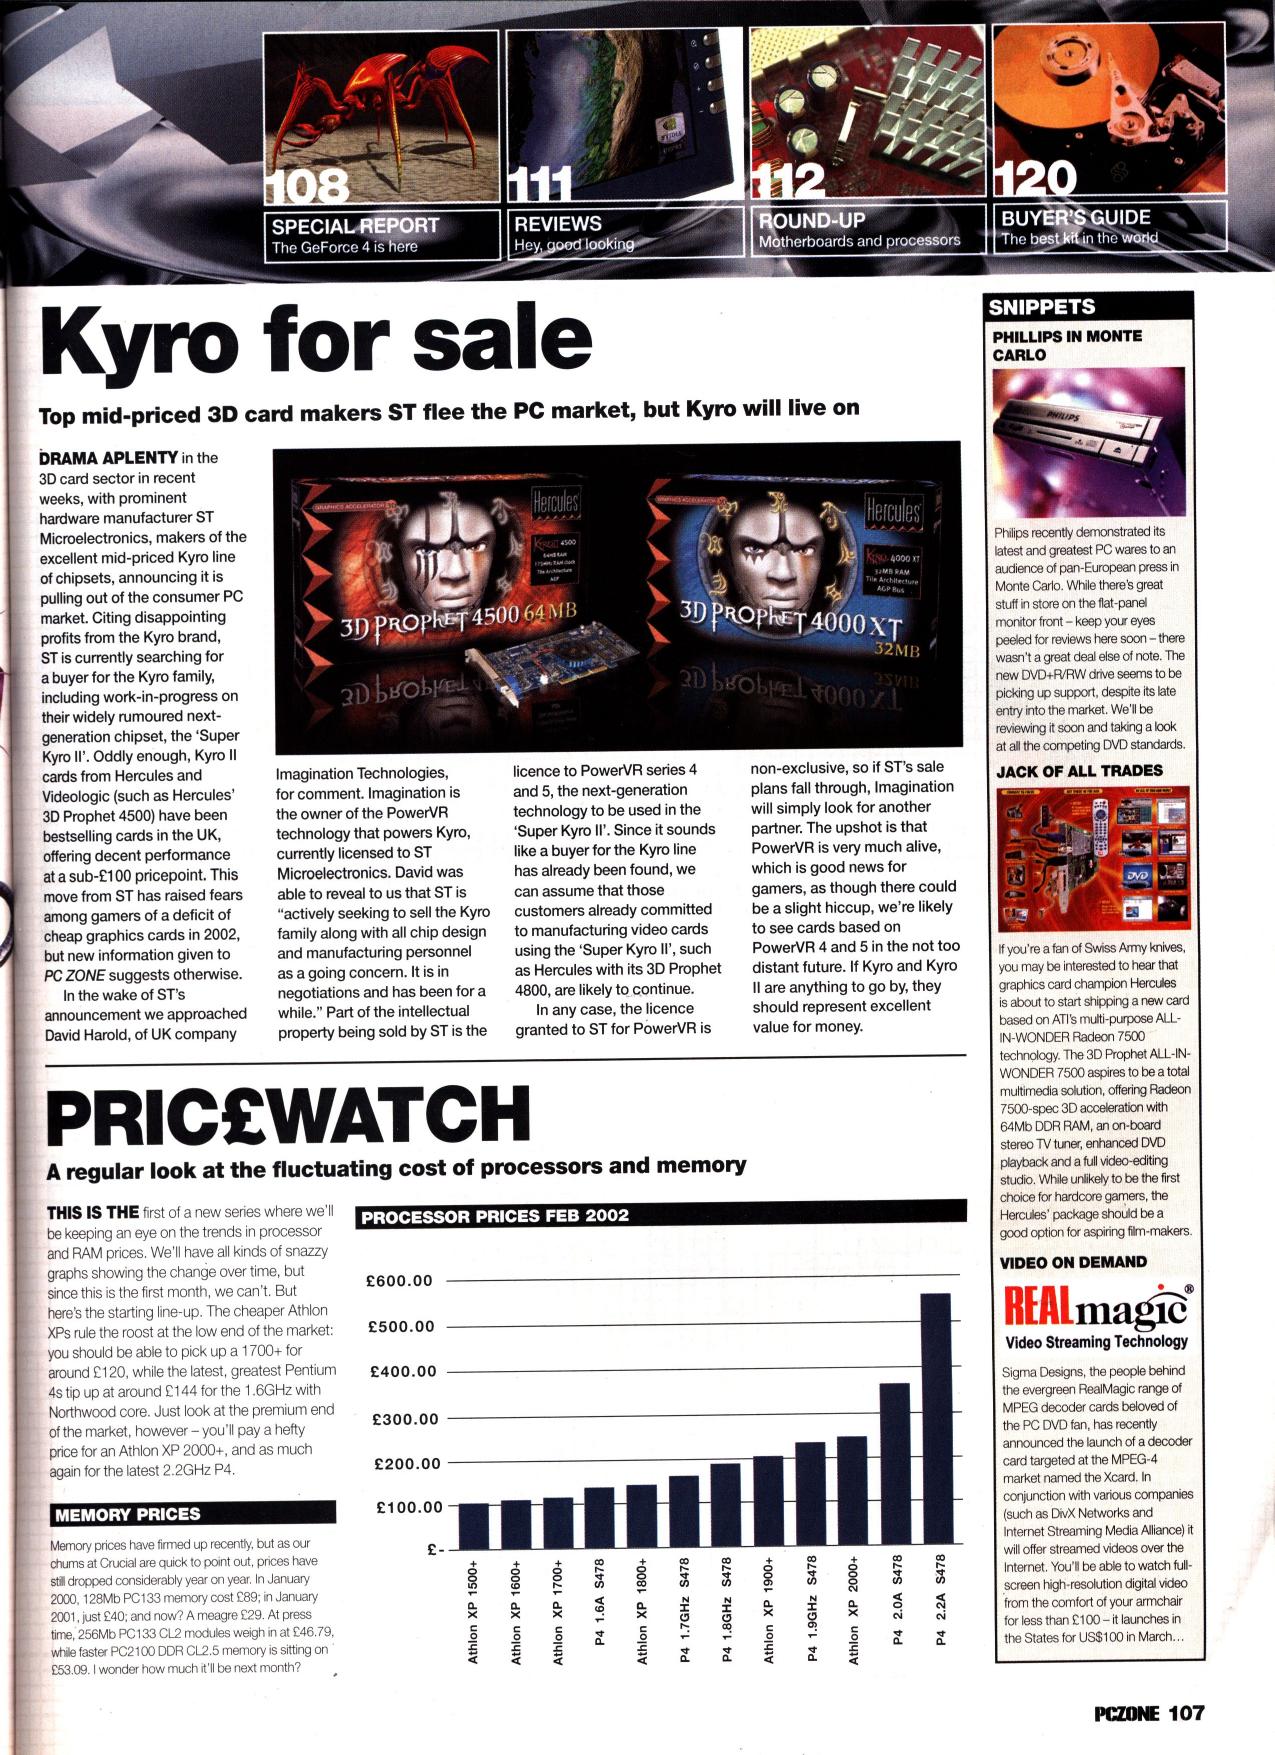 108
SPECIAL REPORT
The GeForce 4 is here
111
REVIEWS
Hey, good looking
112
ROUND-UP
Motherboards and processors
120
BUYER'S GUIDE
The best kit in the world
Kyro for sale
Top mid-priced 3D card makers ST flee the PC market, but Kyro will live on
DRAMA APLENTY in the
3D card sector in recent
weeks, with prominent
hardware manufacturer ST
Microelectronics, makers of the
excellent mid-priced Kyro line
of chipsets, announcing it is
pulling out of the consumer PC
market. Citing disappointing
profits from the Kyro brand,
ST is currently searching for
a buyer for the Kyro family,
including work-in-progress on
their widely rumoured next-
generation chipset, the 'Super
Kyro II'. Oddly enough, Kyro II
cards from Hercules and
Videologic (such as Hercules'
3D Prophet 4500) have been
bestselling cards in the UK,
offering decent performance
at a sub-£100 pricepoint. This
move from ST has raised fears
among gamers of a deficit of
cheap graphics cards in 2002,
but new information given to
PC ZONE suggests otherwise.
In the wake of ST's
announcement we approached
David Harold, of UK company
Hercules
4500
64MB RAM
Tile Architecture
AGP
3D PROPHET 4500 64MB
Hercules
4000 XT
32MB RAM
Tile Architecture
AGP Bus
3D PROPHET 4000 XT
32MB
Imagination Technologies,
for comment. Imagination is
the owner of the PowerVR
technology that powers Kyro,
currently licensed to ST
Microelectronics. David was
able to reveal to us that ST is
"actively seeking to sell the Kyro
family along with all chip design
and manufacturing personnel
as a going concern. It is in
negotiations and has been for a
while." Part of the intellectual
property being sold by ST is the
licence to PowerVR series 4
and 5, the next-generation
technology to be used in the
'Super Kyro II'. Since it sounds
like a buyer for the Kyro line
has already been found, we
can assume that those
customers already committed
to manufacturing video cards
using the 'Super Kyro II', such
as Hercules with its 3D Prophet
4800, are likely to continue.
In any case, the licence
granted to ST for PowerVR is
non-exclusive, so if ST's sale
plans fall through, Imagination
will simply look for another
partner. The upshot is that
PowerVR is very much alive,
which is good news for
gamers, as though there could
be a slight hiccup, we're likely
to see cards based on
PowerVR 4 and 5 in the not too
distant future. If Kyro and Kyro
II are anything to go by, they
should represent excellent
value for money.
PRIC£WATCH
A regular look at the fluctuating cost of processors and memory
THIS IS THE first of a new series where we'll
be keeping an eye on the trends in processor
and RAM prices. We'll have all kinds of snazzy
graphs showing the change over time, but
since this is the first month, we can't. But
here's the starting line-up. The cheaper Athlon
XPs rule the roost at the low end of the market:
you should be able to pick up a 1700+ for
around £120, while the latest, greatest Pentium
4s tip up at around £144 for the 1.6GHz with
Northwood core. Just look at the premium end
of the market, however – you'll pay a hefty
price for an Athlon XP 2000+, and as much
again for the latest 2.2GHz P4.
MEMORY PRICES
Memory prices have firmed up recently, but as our
chums at Crucial are quick to point out, prices have
still dropped considerably year on year. In January
2000, 128Mb PC133 memory cost £89; in January
2001, just £40; and now? A meagre £29. At press
time, 256Mb PC133 CL2 modules weigh in at £46.79,
while faster PC2100 DDR CL2.5 memory is sitting on
£53.09. I wonder how much it'll be next month?
PROCESSOR PRICES FEB 2002
£600.00
£500.00
£400.00
£300.00
£200.00
£100.00
£-
Athlon XP 1500+
Athlon XP 1600+
Athlon XP 1700+
P4 1.6A S478
Athlon XP 1800+
P4 1.7GHz S478
P4 1.8GHz S478
Athlon XP 1900+
P4 1.9GHz S478
Athlon XP 2000+
P4 2.0A S478
P4 2.2A S478
SNIPPETS
PHILLIPS IN MONTE
CARLO
PHILIPS
Philips recently demonstrated its
latest and greatest PC wares to an
audience of pan-European press in
Monte Carlo. While there's great
stuff in store on the flat-panel
monitor front – keep your eyes
peeled for reviews here soon – there
wasn't a great deal else of note. The
new DVD+R/RW drive seems to be
picking up support, despite its late
entry into the market. We'll be
reviewing it soon and taking a look
at all the competing DVD standards.
JACK OF ALL TRADES
DVD
If you're a fan of Swiss Army knives,
you may be interested to hear that
graphics card champion Hercules
is about to start shipping a new card
based on ATI's multi-purpose ALL-
IN-WONDER Radeon 7500
technology. The 3D Prophet ALL-IN-
WONDER 7500 aspires to be a total
multimedia solution, offering Radeon
7500-spec 3D acceleration with
64Mb DDR RAM, an on-board
stereo TV tuner, enhanced DVD
playback and a full video-editing
studio. While unlikely to be the first
choice for hardcore gamers, the
Hercules' package should be a
good option for aspiring film-makers.
VIDEO ON DEMAND
REALmagic®
Video Streaming Technology
Sigma Designs, the people behind
the evergreen RealMagic range of
MPEG decoder cards beloved of
the PC DVD fan, has recently
announced the launch of a decoder
card targeted at the MPEG-4
market named the Xcard. In
conjunction with various companies
(such as DivX Networks and
Internet Streaming Media Alliance) it
will offer streamed videos over the
Internet. You'll be able to watch full-
screen high-resolution digital video
from the comfort of your armchair
for less than £100 – it launches in
the States for US$100 in March...
PCZONE 107